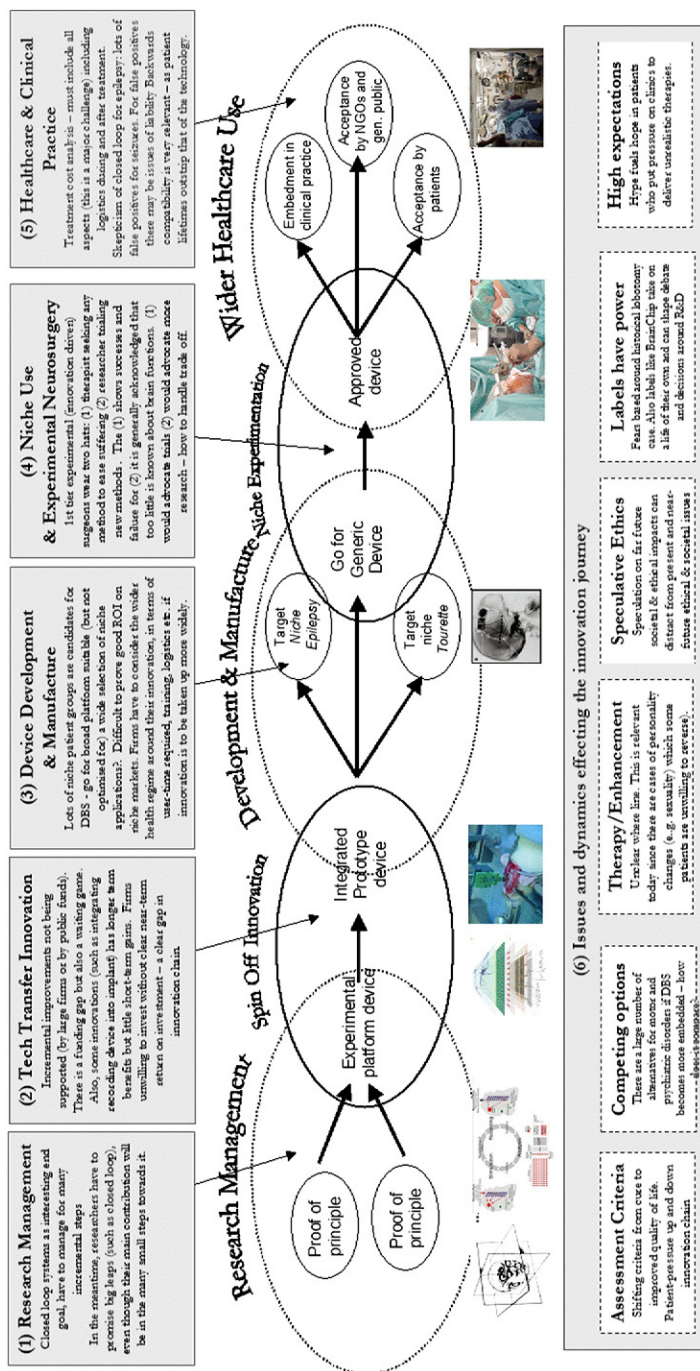 (1) Research Management
Closed loop systems as interesting end
goal, have to manage for many
incremental steps
In the meantime, researchers have to
promise big leaps (such as closed loop),
even though their main contribution will
be in the many small steps towards it.
(2) Tech Transfer Innovation
Incremental improvements not being
supported (by large firms or by public funds).
There is a funding gap but also a waiting game.
Also, some innovations (such as integrating
recording device into implant) has longer term
benefits but little short-term gains. Firms
unwilling to invest without clear near-term
return on investment – a clear gap in
innovation chain
(3) Device Development
& Manufacture
Lots of niche patient groups are candidates for
DBS - go for broad platform suitable (but not
optimised for) a wide selection of niche
applications?. Difficult to prove good ROI on
niche markets. Firms have to consider the wider
health regime around their innovation, in terms of
user-time required, training, logistics etc. if
innovation is to be taken up more widely.
(4) Niche Use
& Experimental Neurosurgery
1st tier experimental (innovation driven)
surgeons wear two hats: (1) therapist seeking any
method to ease suffering (2) researcher trialing
new methods. The (1) shows successes and
failure for (2) it is generally acknowledged that
too little is known about brain functions. (1)
would advocate trials (2) would advocate more
research – how to handle trade off.
(5) Healthcare & Clinical
Practice
Treatment cost analysis – must include all
aspects (this is a major challenge) including
logistics during and after treatment.
Skepticism of closed loop for epilepsy: lots of
false positives for seizures. For false positives
there may be issues of liability Backwards
compatibility is very relevant – as patient
lifetimes outstrip that of the technology.
Research Management
Spin Off Innovation
Development & Manufacture
Niche Experimentation
Wider Healthcare Use
Proof of
principle
Proof of
principle
Experimental
platform device
Integrated
Prototype
device
Target
Niche
Epilepsy
Target
niche
Tourette
Go for
Generic
Device
Approved
device
Embedment in
clinical practice
Acceptance
by NGOs and
gen. public
Acceptance by
patients
(6) Issues and dynamics effecting the innovation journey
Assessment Criteria
Shifting criteria from cure to
improved quality of life.
Patient-pressure up and down
innovation chain
Competing options
There are a large number of
alternatives for motor and
psychiatric disorders if DBS
becomes more embedded – how
Therapy/Enhancement
Unclear where line. This is relevant
today since there are cases of personality
changes (e.g. sexuality) which some
patients are unwilling to reverse).
Speculative Ethics
Speculation on far future
societal & ethical impacts can
distract from present and near-
future ethical & societal issues
Labels have power
Fears based around historical lobotomy
case. Also labels like BrainChip take on
a life of their own and can shape debate
and decisions around R&D
High expectations
Hype fuels hope in patients
who put pressure on clinics to
deliver unrealistic therapies.